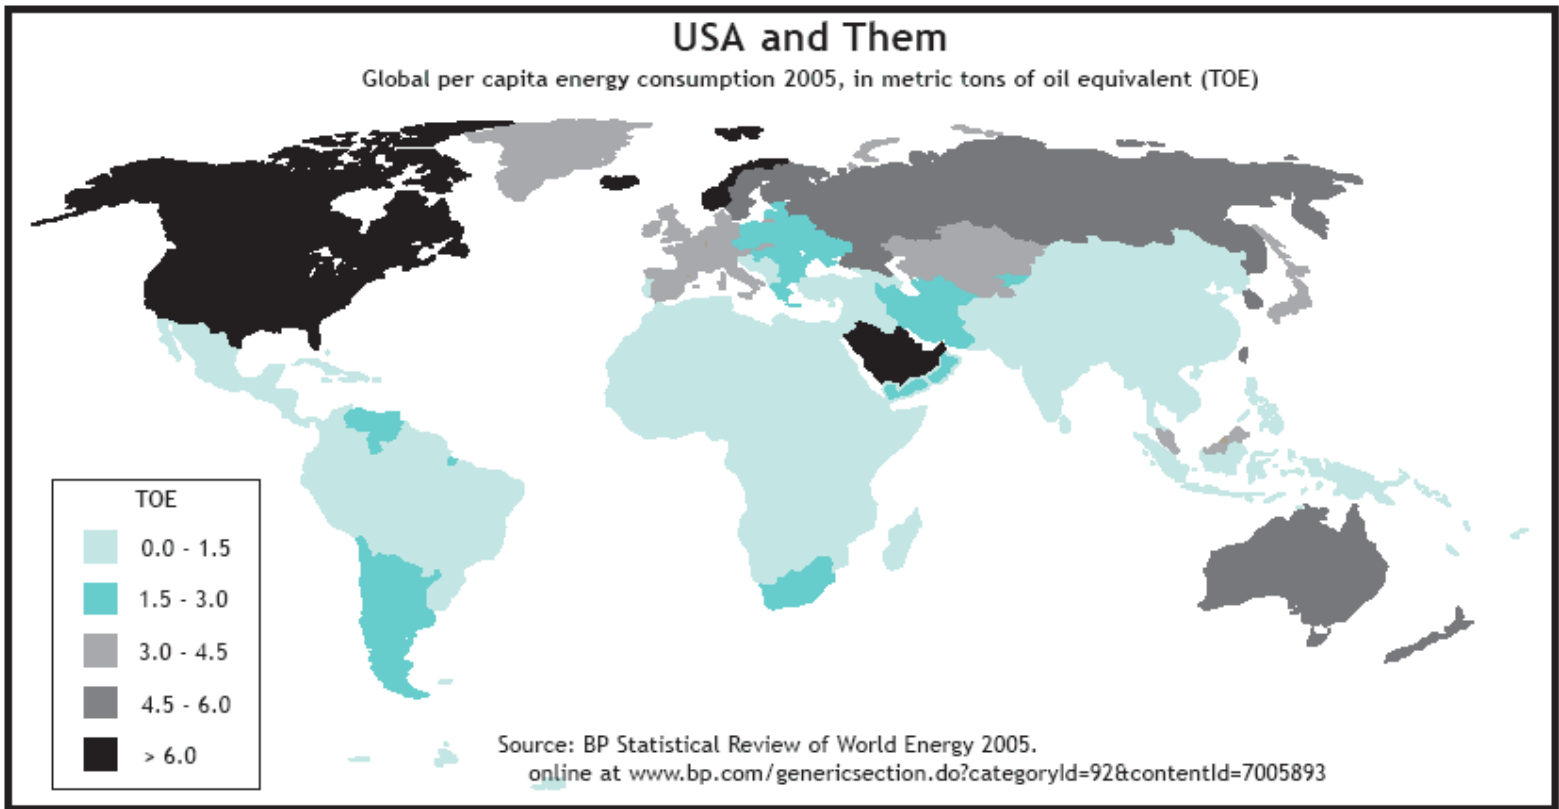 USA and Them
Global per capita energy consumption 2005, in metric tons of oil equivalent (TOE)
TOE
0.0 - 1.5
1.5 - 3.0
3.0 - 4.5
4.5 - 6.0
> 6.0
Source: BP Statistical Review of World Energy 2005.
online at www.bp.com/genericsection.do?categoryId=92&contentId=7005893